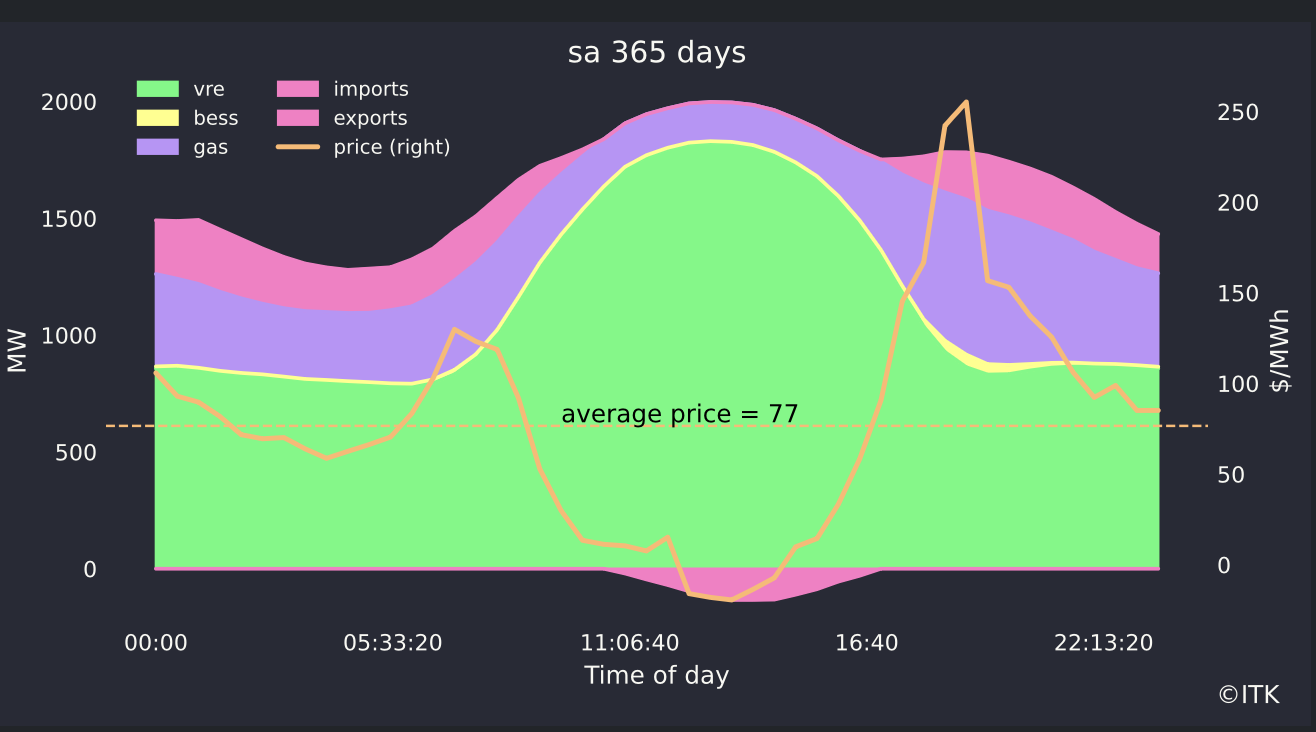 sa 365 days
vre
bess
gas
imports
exports
price (right)
2000
1500
1000
500
0
MW
250
200
150
100
50
0
$/MWh
average price = 77
00:00
05:33:20
11:06:40
16:40
22:13:20
Time of day
©ITK